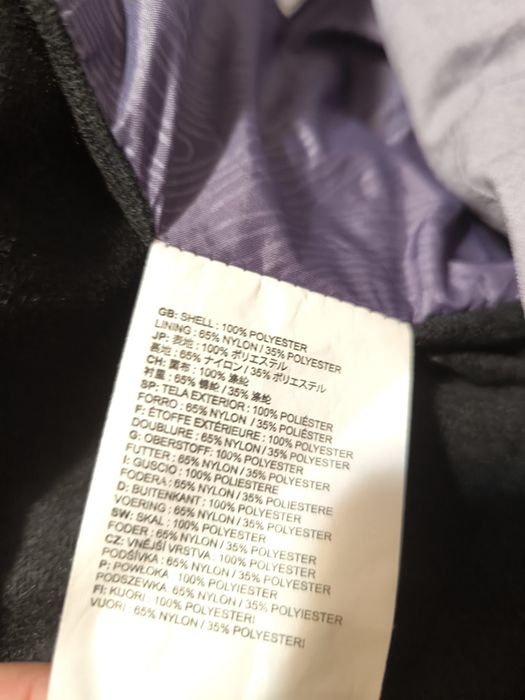 GB: SHELL : 100% POLYESTER
LINING : 65% NYLON / 35% POLYESTER
JP: 表地 : 100% ポリエステル
裏地 : 65% ナイロン / 35% ポリエステル
CH: 面布 : 100% 涤纶
衬里 : 65% 锦纶 / 35% 涤纶
SP: TELA EXTERIOR : 100% POLIÉSTER
FORRO : 65% NYLON / 35% POLIÉSTER
F: ÉTOFFE EXTÉRIEURE : 100% POLYESTER
DOUBLURE : 65% NYLON / 35% POLYESTER
G: OBERSTOFF: 100% POLYESTER
FUTTER : 65% NYLON / 35% POLYESTER
I: GUSCIO : 100% POLIESTERE
FODERA : 65% NYLON / 35% POLIESTERE
D: BUITENKANT : 100% POLYESTER
VOERING : 65% NYLON / 35% POLYESTER
SW: SKAL : 100% POLYESTER
FODER : 65% NYLON / 35% POLYESTER
CZ: VNĚJŠÍ VRSTVA : 100% POLYESTER
PODŠÍVKA : 65% NYLON / 35% POLYESTER
P: POWŁOKA : 100% POLYIESTER
PODSZEWKA : 65% NYLON / 35% POLYIESTER
FI: KUORI : 100% POLYESTERI
VUORI : 65% NYLON / 35% POLYESTERI